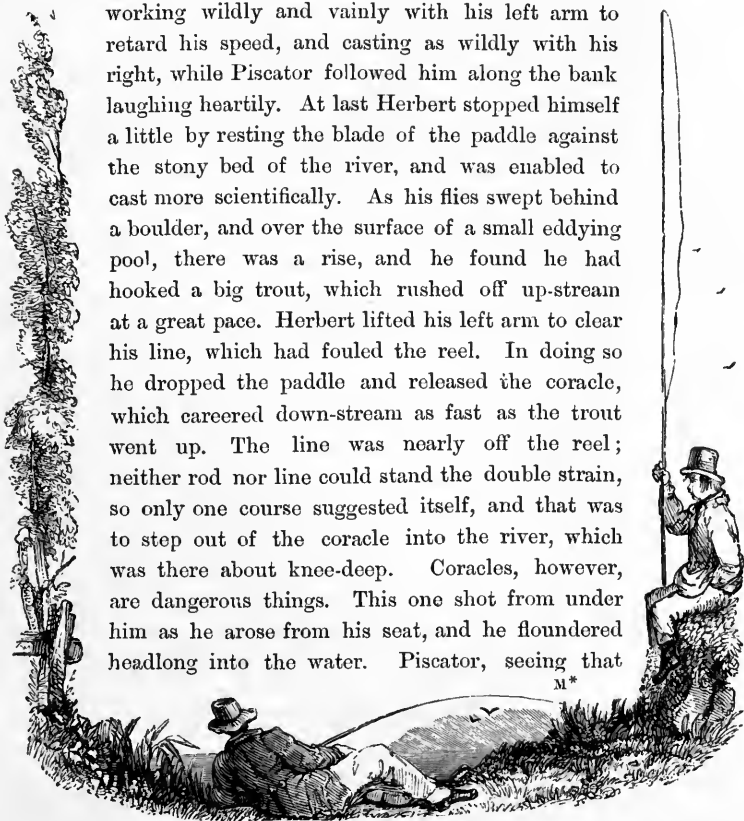 working wildly and vainly with his left arm to
retard his speed, and casting as wildly with his
right, while Piscator followed him along the bank
laughing heartily. At last Herbert stopped himself
a little by resting the blade of the paddle against
the stony bed of the river, and was enabled to
cast more scientifically. As his flies swept behind
a boulder, and over the surface of a small eddying
pool, there was a rise, and he found he had
hooked a big trout, which rushed off up-stream
at a great pace. Herbert lifted his left arm to clear
his line, which had fouled the reel. In doing so
he dropped the paddle and released the coracle,
which careered down-stream as fast as the trout
went up. The line was nearly off the reel;
neither rod nor line could stand the double strain,
so only one course suggested itself, and that was
to step out of the coracle into the river, which
was there about knee-deep. Coracles, however,
are dangerous things. This one shot from under
him as he arose from his seat, and he floundered
headlong into the water. Piscator, seeing that
M*